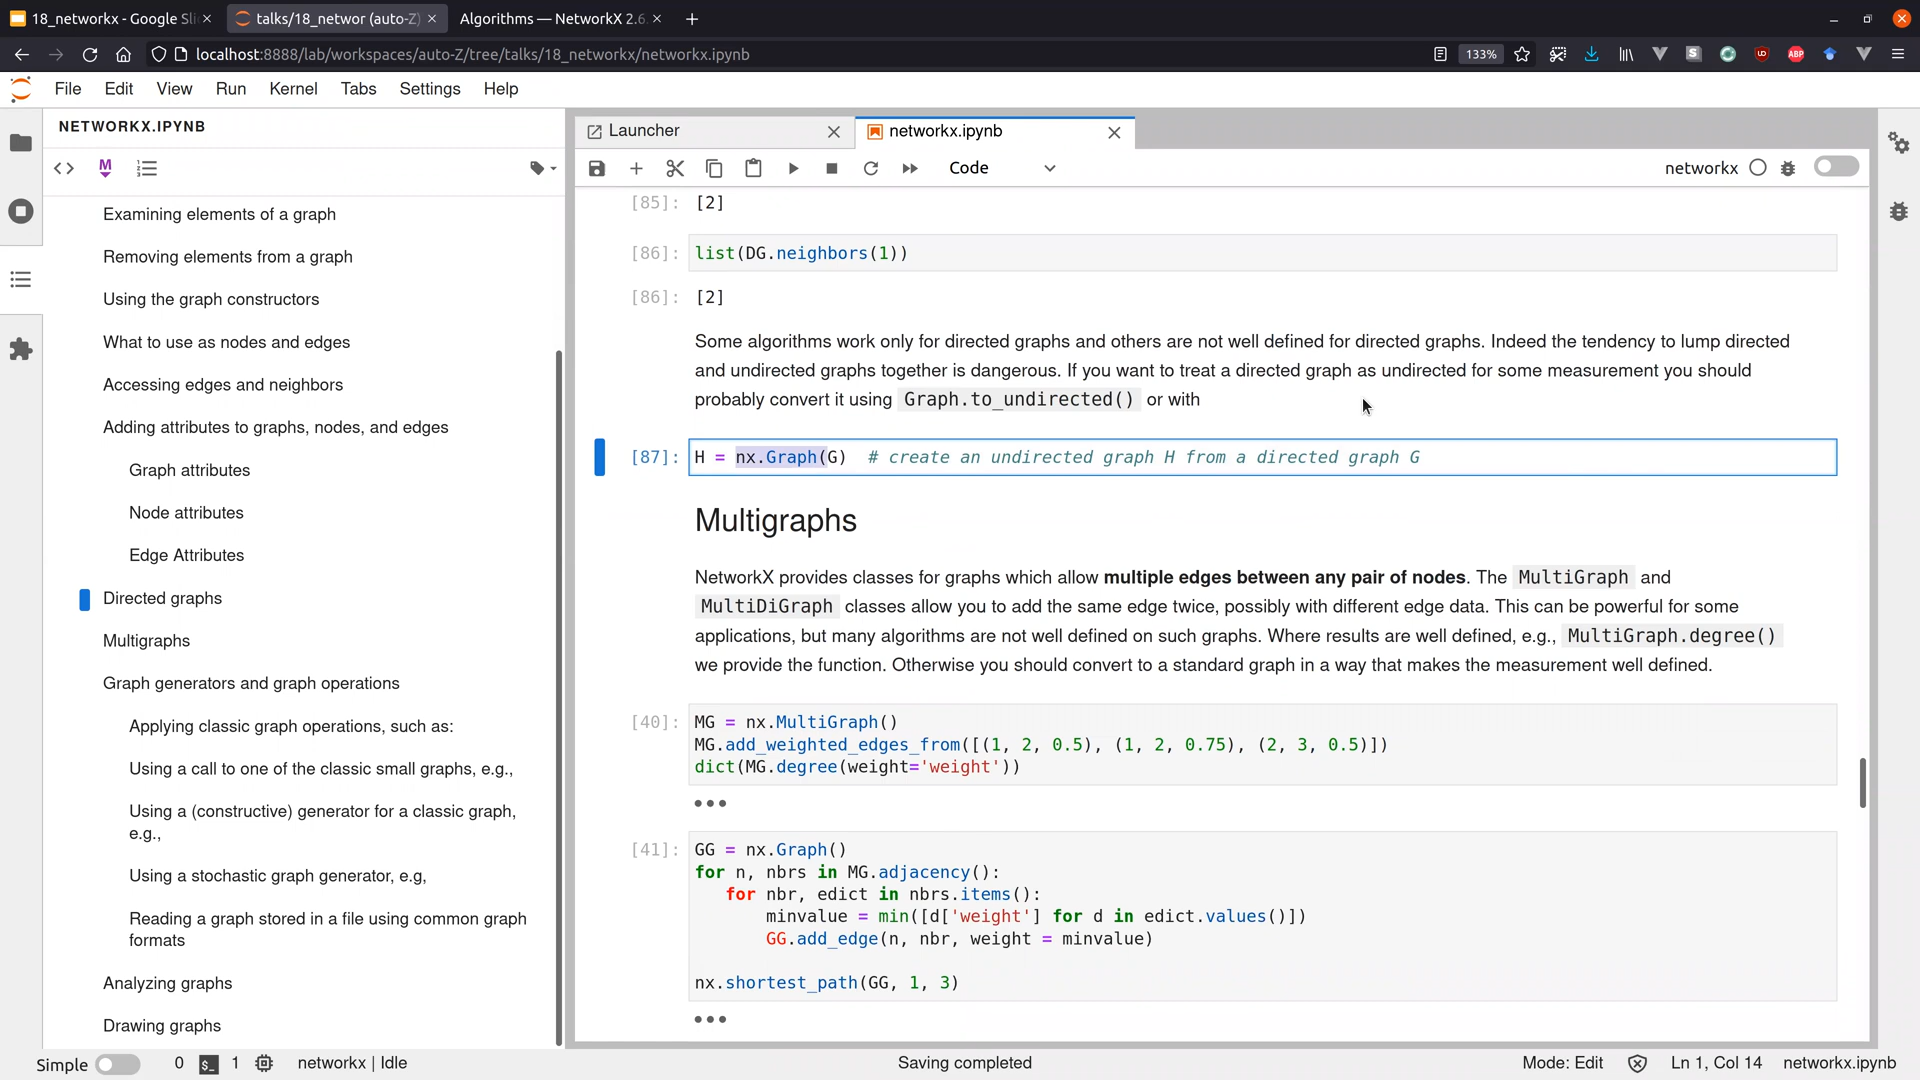 18_networkx - Google Sli
talks/18_networ (auto-Z)
Algorithms — NetworkX 2.6.
localhost:8888/lab/workspaces/auto-Z/tree/talks/18_networkx/networkx.ipynb
133%
File Edit View Run Kernel Tabs Settings Help
NETWORKX.IPYNB
Examining elements of a graph
Removing elements from a graph
Using the graph constructors
What to use as nodes and edges
Accessing edges and neighbors
Adding attributes to graphs, nodes, and edges
Graph attributes
Node attributes
Edge Attributes
Directed graphs
Multigraphs
Graph generators and graph operations
Applying classic graph operations, such as:
Using a call to one of the classic small graphs, e.g.,
Using a (constructive) generator for a classic graph,
e.g.,
Using a stochastic graph generator, e.g,
Reading a graph stored in a file using common graph
formats
Analyzing graphs
Drawing graphs
Launcher
networkx.ipynb
Code
networkx
[85]: [2]
[86]: list(DG.neighbors(1))
[86]: [2]
Some algorithms work only for directed graphs and others are not well defined for directed graphs. Indeed the tendency to lump directed
and undirected graphs together is dangerous. If you want to treat a directed graph as undirected for some measurement you should
probably convert it using Graph.to_undirected() or with
[87]: H = nx.Graph(G)  # create an undirected graph H from a directed graph G
Multigraphs
NetworkX provides classes for graphs which allow multiple edges between any pair of nodes. The MultiGraph and
MultiDiGraph classes allow you to add the same edge twice, possibly with different edge data. This can be powerful for some
applications, but many algorithms are not well defined on such graphs. Where results are well defined, e.g., MultiGraph.degree()
we provide the function. Otherwise you should convert to a standard graph in a way that makes the measurement well defined.
[40]: MG = nx.MultiGraph()
MG.add_weighted_edges_from([(1, 2, 0.5), (1, 2, 0.75), (2, 3, 0.5)])
dict(MG.degree(weight='weight'))
[41]: GG = nx.Graph()
for n, nbrs in MG.adjacency():
for nbr, edict in nbrs.items():
minvalue = min([d['weight'] for d in edict.values()])
GG.add_edge(n, nbr, weight = minvalue)
nx.shortest_path(GG, 1, 3)
Simple 0 1 networkx | Idle
Saving completed
Mode: Edit Ln 1, Col 14 networkx.ipynb